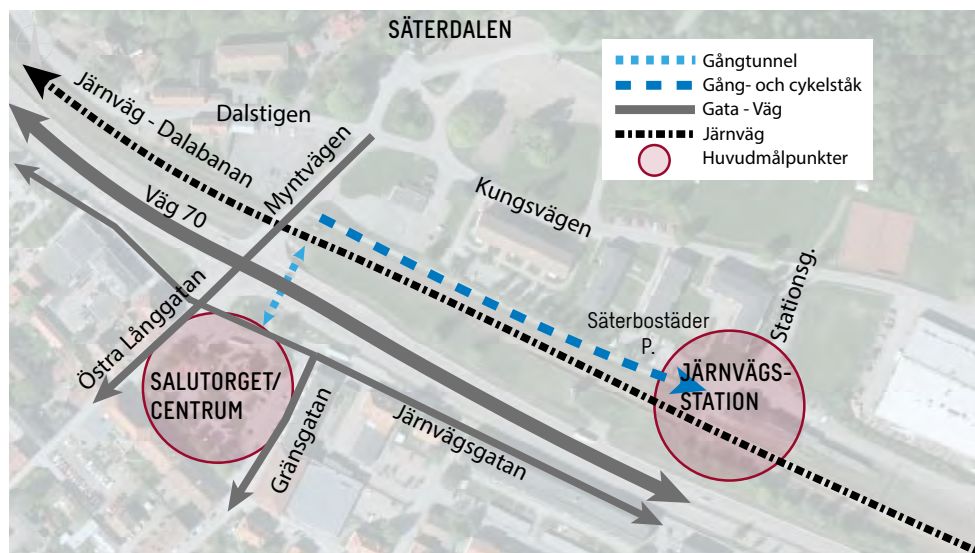 SÄTERDALEN
Gångtunnel
Gång- och cykelståk
Gata - Väg
Järnväg
Huvudmålpunkter
Järnväg - Dalabanan
Dalstigen
Myntvägen
Väg 70
Kungsvägen
Stationsg.
Östra Långgatan
Säterbostäder
P.
SALUTORGET/
CENTRUM
JÄRNVÄGS-
STATION
Gränsgatan
Järnvägsgatan